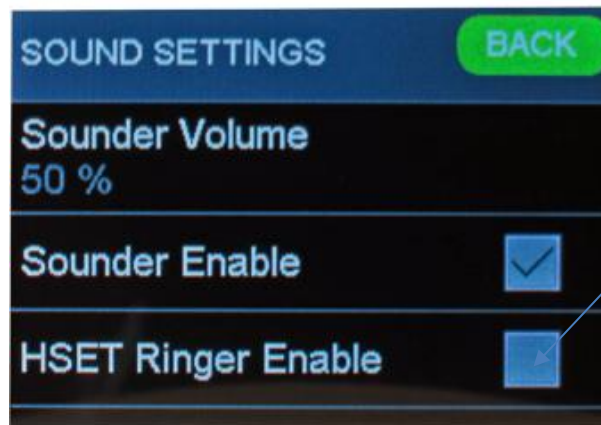 SOUND SETTINGS
BACK
Sounder Volume
50 %
Sounder Enable
HSET Ringer Enable